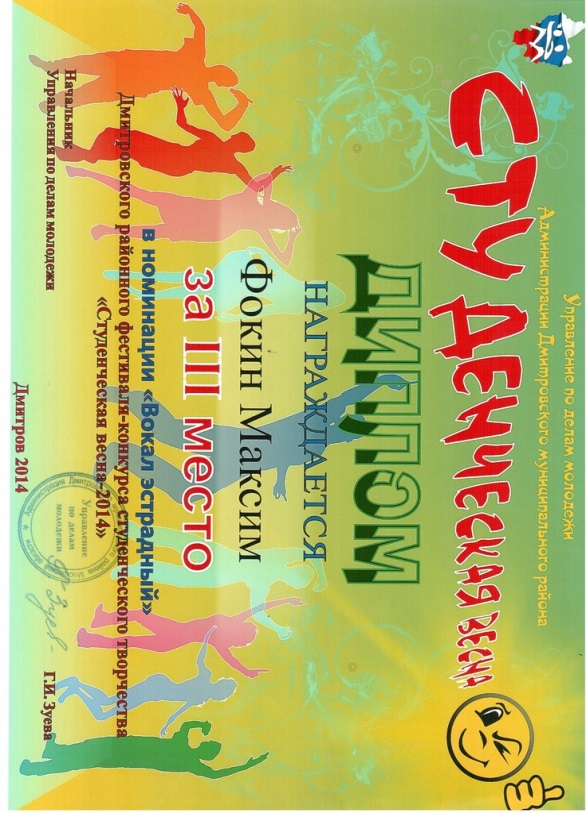 Управление по делам молодежи
Администрации Дмитровского муниципального района
СТУДЕНЧЕСКАЯ ВЕСНА
ДИПЛОМ
НАГРАЖДАЕТСЯ
Фокин Максим
за III место
в номинации «Вокал эстрадный»
Дмитровского районного фестиваля-конкурса студенческого творчества
«Студенческая весна-2014»
Начальник
Управления по делам молодежи
Г.И. Зуева
Управление
по делам
молодежи
Дмитров 2014